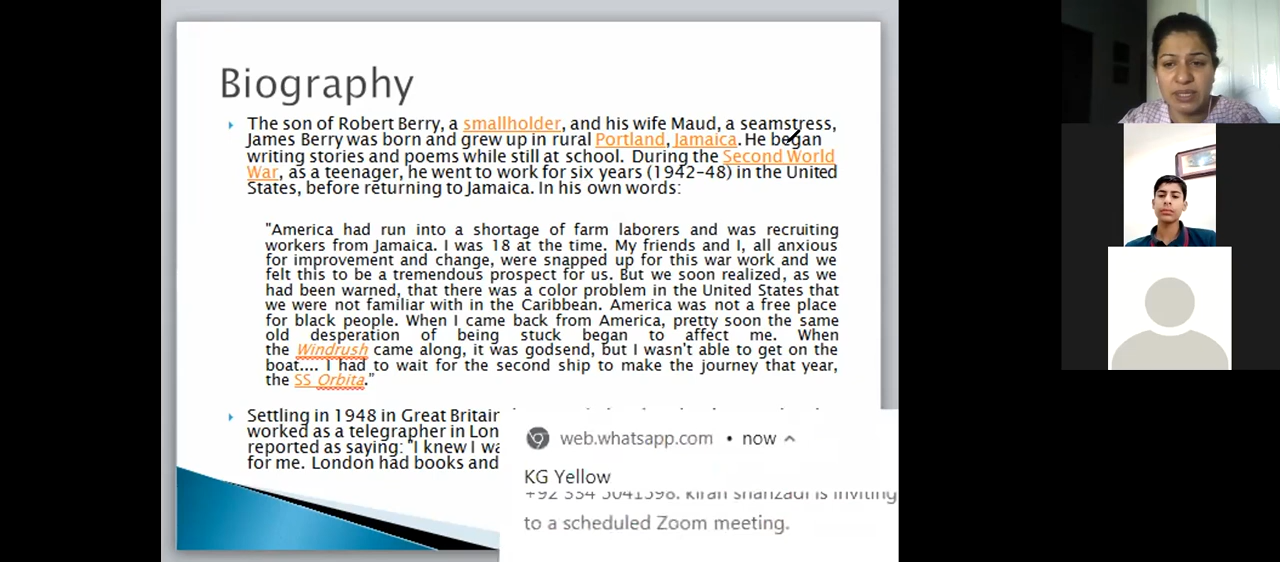 Biography
The son of Robert Berry, a smallholder, and his wife Maud, a seamstress,
James Berry was born and grew up in rural Portland, Jamaica. He began
writing stories and poems while still at school. During the Second World
War, as a teenager, he went to work for six years (1942-48) in the United
States, before returning to Jamaica. In his own words:
"America had run into a shortage of farm laborers and was recruiting
workers from Jamaica. I was 18 at the time. My friends and I, all anxious
for improvement and change, were snapped up for this war work and we
felt this to be a tremendous prospect for us. But we soon realized, as we
had been warned, that there was a color problem in the United States that
we were not familiar with in the Caribbean. America was not a free place
for black people. When I came back from America, pretty soon the same
old desperation of being stuck began to affect me. When
the Windrush came along, it was godsend, but I wasn't able to get on the
boat.... I had to wait for the second ship to make the journey that year,
the SS Orbita."
Settling in 1948 in Great Britain
worked as a telegrapher in Lon
reported as saying: "I knew I wa
for me. London had books and
web.whatsapp.com • now
KG Yellow
kiran shahzadi is inviting
to a scheduled Zoom meeting.